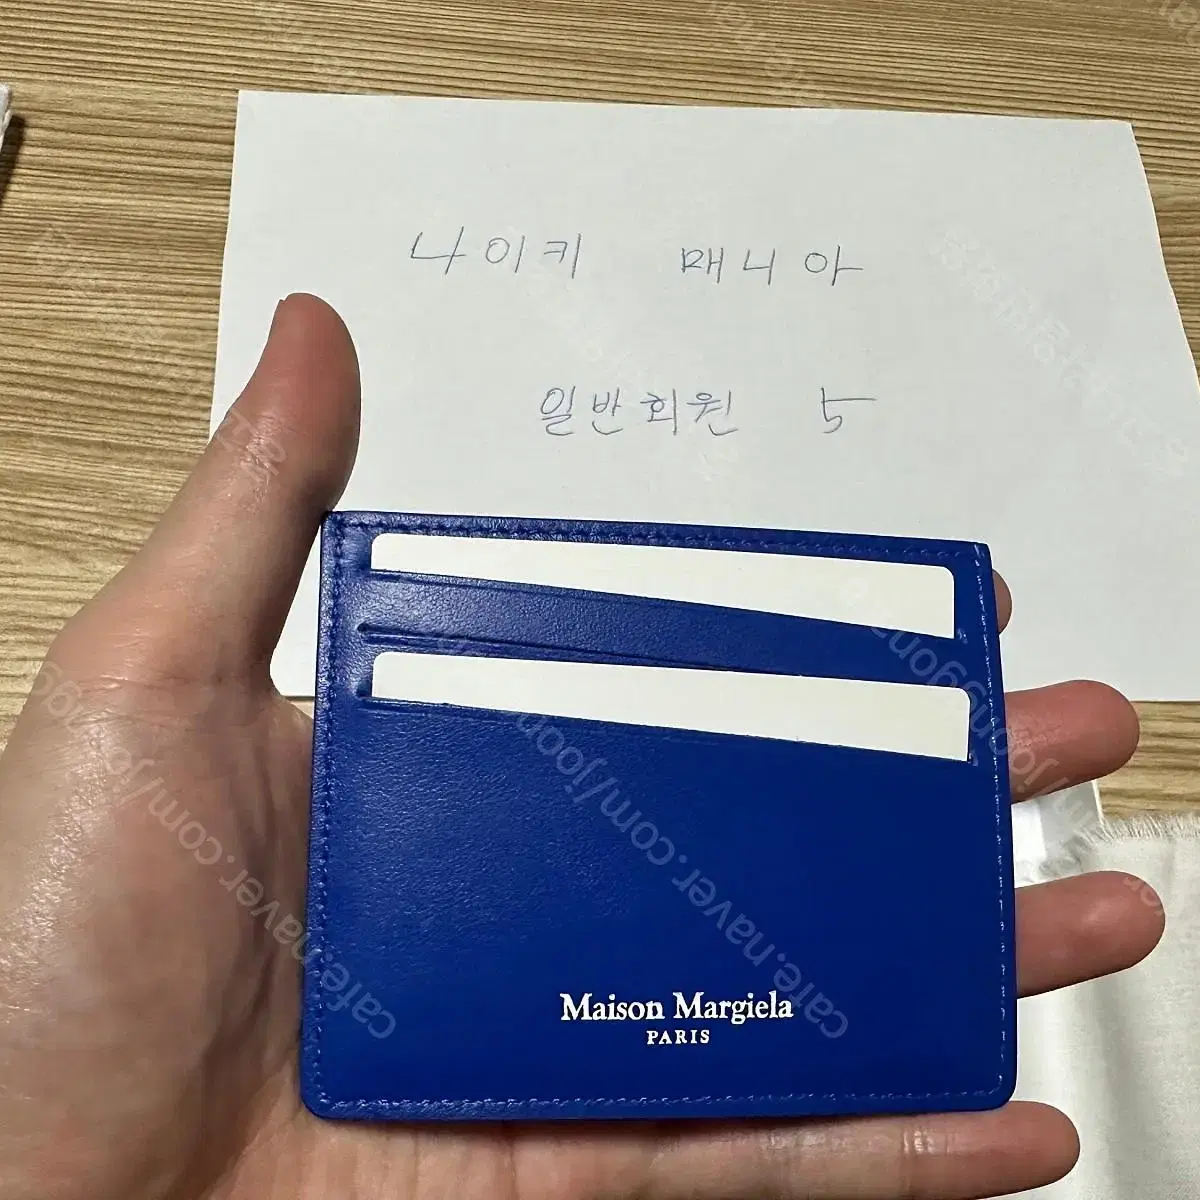 나이키 매니아
일반회원 5
Maison Margiela
PARIS
cafe.naver.com/joonggonara
cafe.naver.com/joonggonara